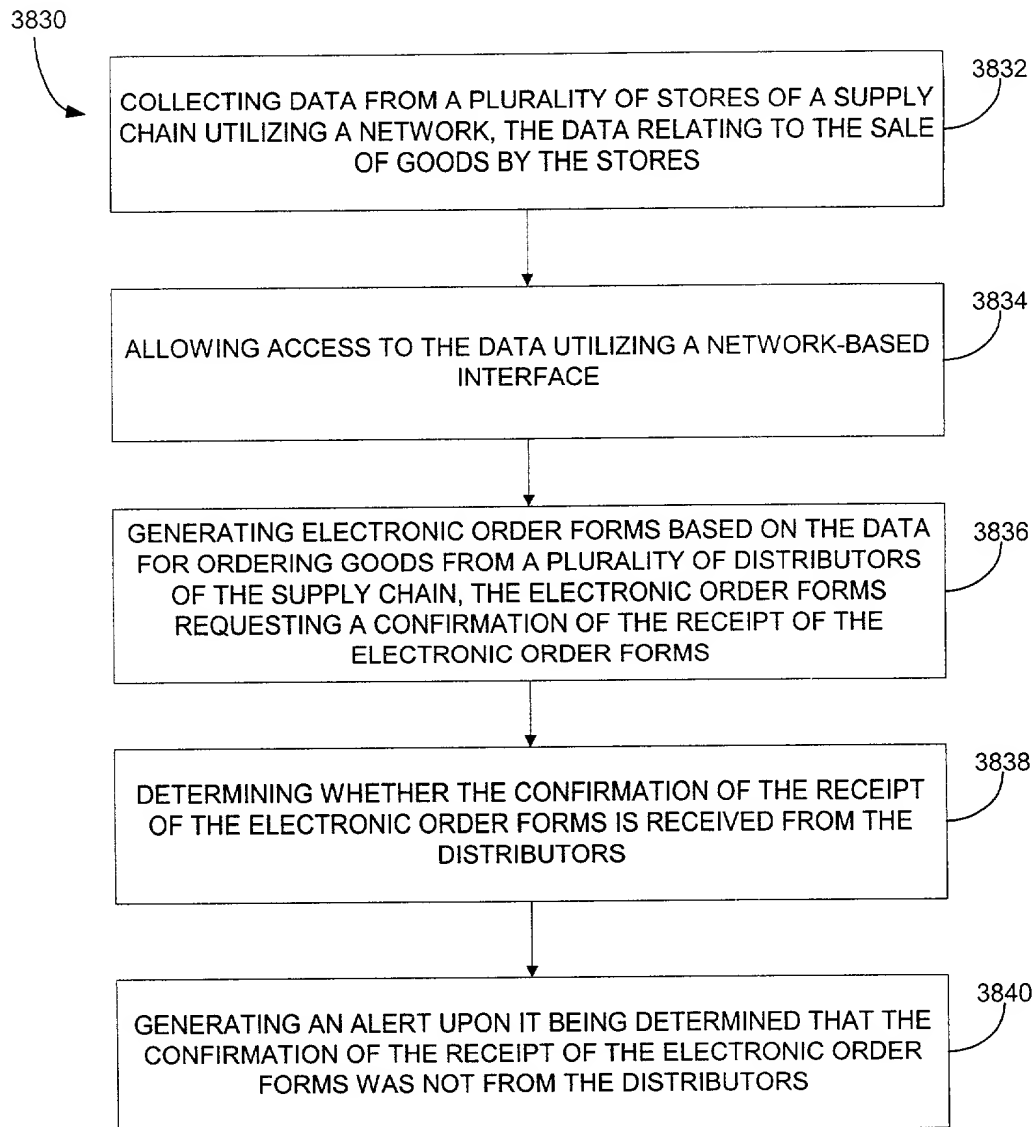 3830
3832
COLLECTING DATA FROM A PLURALITY OF STORES OF A SUPPLY
CHAIN UTILIZING A NETWORK, THE DATA RELATING TO THE SALE
OF GOODS BY THE STORES
3834
ALLOWING ACCESS TO THE DATA UTILIZING A NETWORK-BASED
INTERFACE
3836
GENERATING ELECTRONIC ORDER FORMS BASED ON THE DATA
FOR ORDERING GOODS FROM A PLURALITY OF DISTRIBUTORS
OF THE SUPPLY CHAIN, THE ELECTRONIC ORDER FORMS
REQUESTING A CONFIRMATION OF THE RECEIPT OF THE
ELECTRONIC ORDER FORMS
3838
DETERMINING WHETHER THE CONFIRMATION OF THE RECEIPT
OF THE ELECTRONIC ORDER FORMS IS RECEIVED FROM THE
DISTRIBUTORS
3840
GENERATING AN ALERT UPON IT BEING DETERMINED THAT THE
CONFIRMATION OF THE RECEIPT OF THE ELECTRONIC ORDER
FORMS WAS NOT FROM THE DISTRIBUTORS